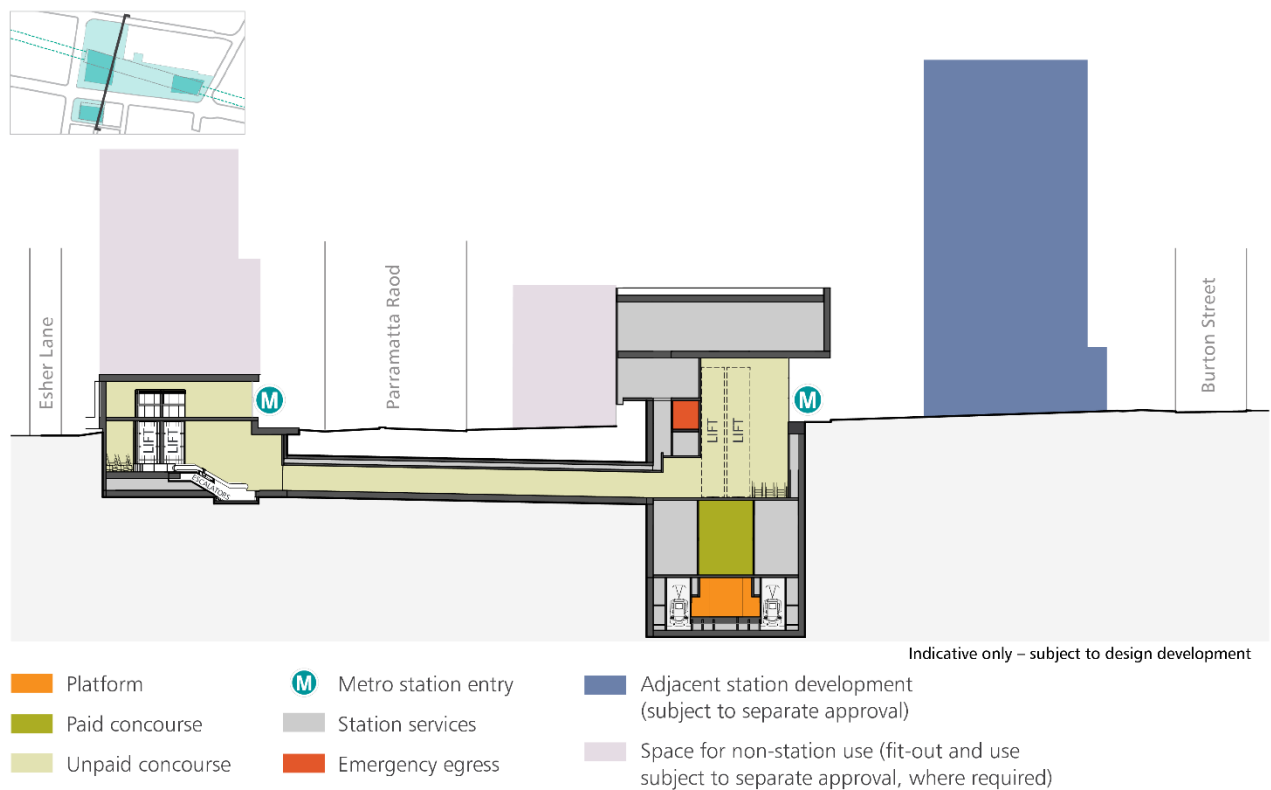 Esher Lane
Parramatta Raod
Burton Street
M
M
LIFT
LIFT
LIFT
LIFT
ESCALATORS
Indicative only – subject to design development
Platform
Paid concourse
Unpaid concourse
M Metro station entry
Station services
Emergency egress
Adjacent station development
(subject to separate approval)
Space for non-station use (fit-out and use
subject to separate approval, where required)